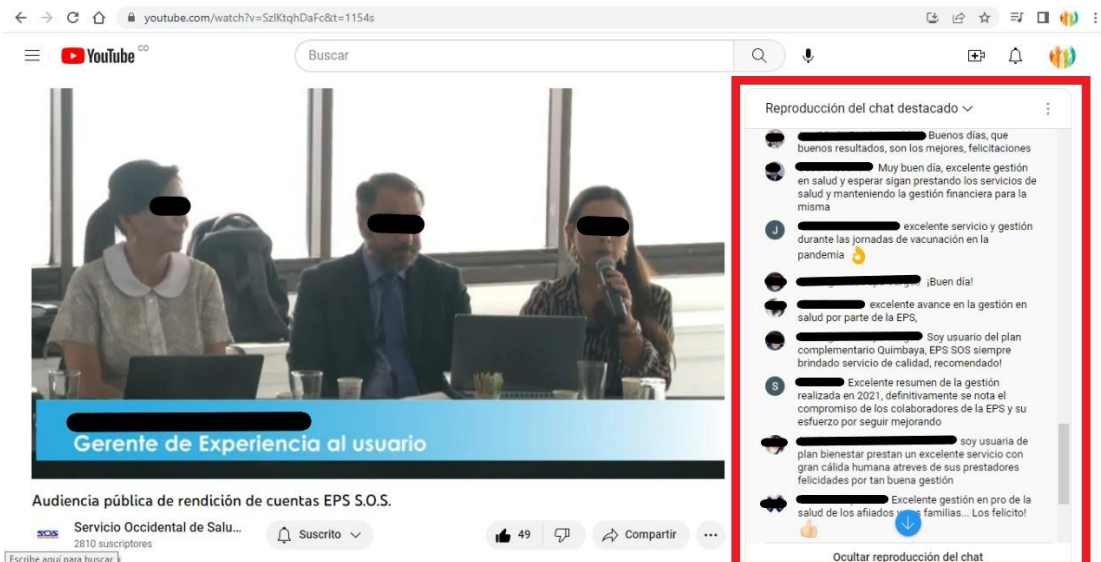 youtube.com/watch?v=SzIKtqhDaFc&t=1154s
YouTube CO
Buscar
Reproducción del chat destacado
Buenos días, que
buenos resultados, son los mejores, felicitaciones
Muy buen día, excelente gestión
en salud y esperar sigan prestando los servicios de
salud y manteniendo la gestión financiera para la
misma
J
excelente servicio y gestión
durante las jornadas de vacunación en la
pandemia 👌
¡Buen día!
excelente avance en la gestión en
salud por parte de la EPS,
Soy usuario del plan
complementario Quimbaya, EPS SOS siempre
brindado servicio de calidad, recomendado!
S
Excelente resumen de la gestión
realizada en 2021, definitivamente se nota el
compromiso de los colaboradores de la EPS y su
esfuerzo por seguir mejorando
soy usuaria de
plan bienestar prestan un excelente servicio con
gran cálida humana atreves de sus prestadores
felicidades por tan buena gestión
Excelente gestión en pro de la
salud de los afiliados familias... Los felicito!
👍
Ocultar reproducción del chat
Gerente de Experiencia al usuario
Audiencia pública de rendición de cuentas EPS S.O.S.
SOS
Servicio Occidental de Salu...
2810 suscriptores
Suscrito
49
Compartir
Escribe aquí para buscar